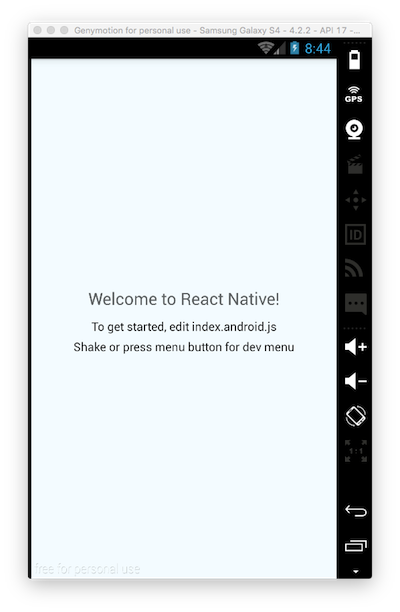 Genymotion for personal use - Samsung Galaxy S4 - 4.2.2 - API 17 -...
8:44
GPS
ID
Welcome to React Native!
To get started, edit index.android.js
Shake or press menu button for dev menu
1:1
free for personal use